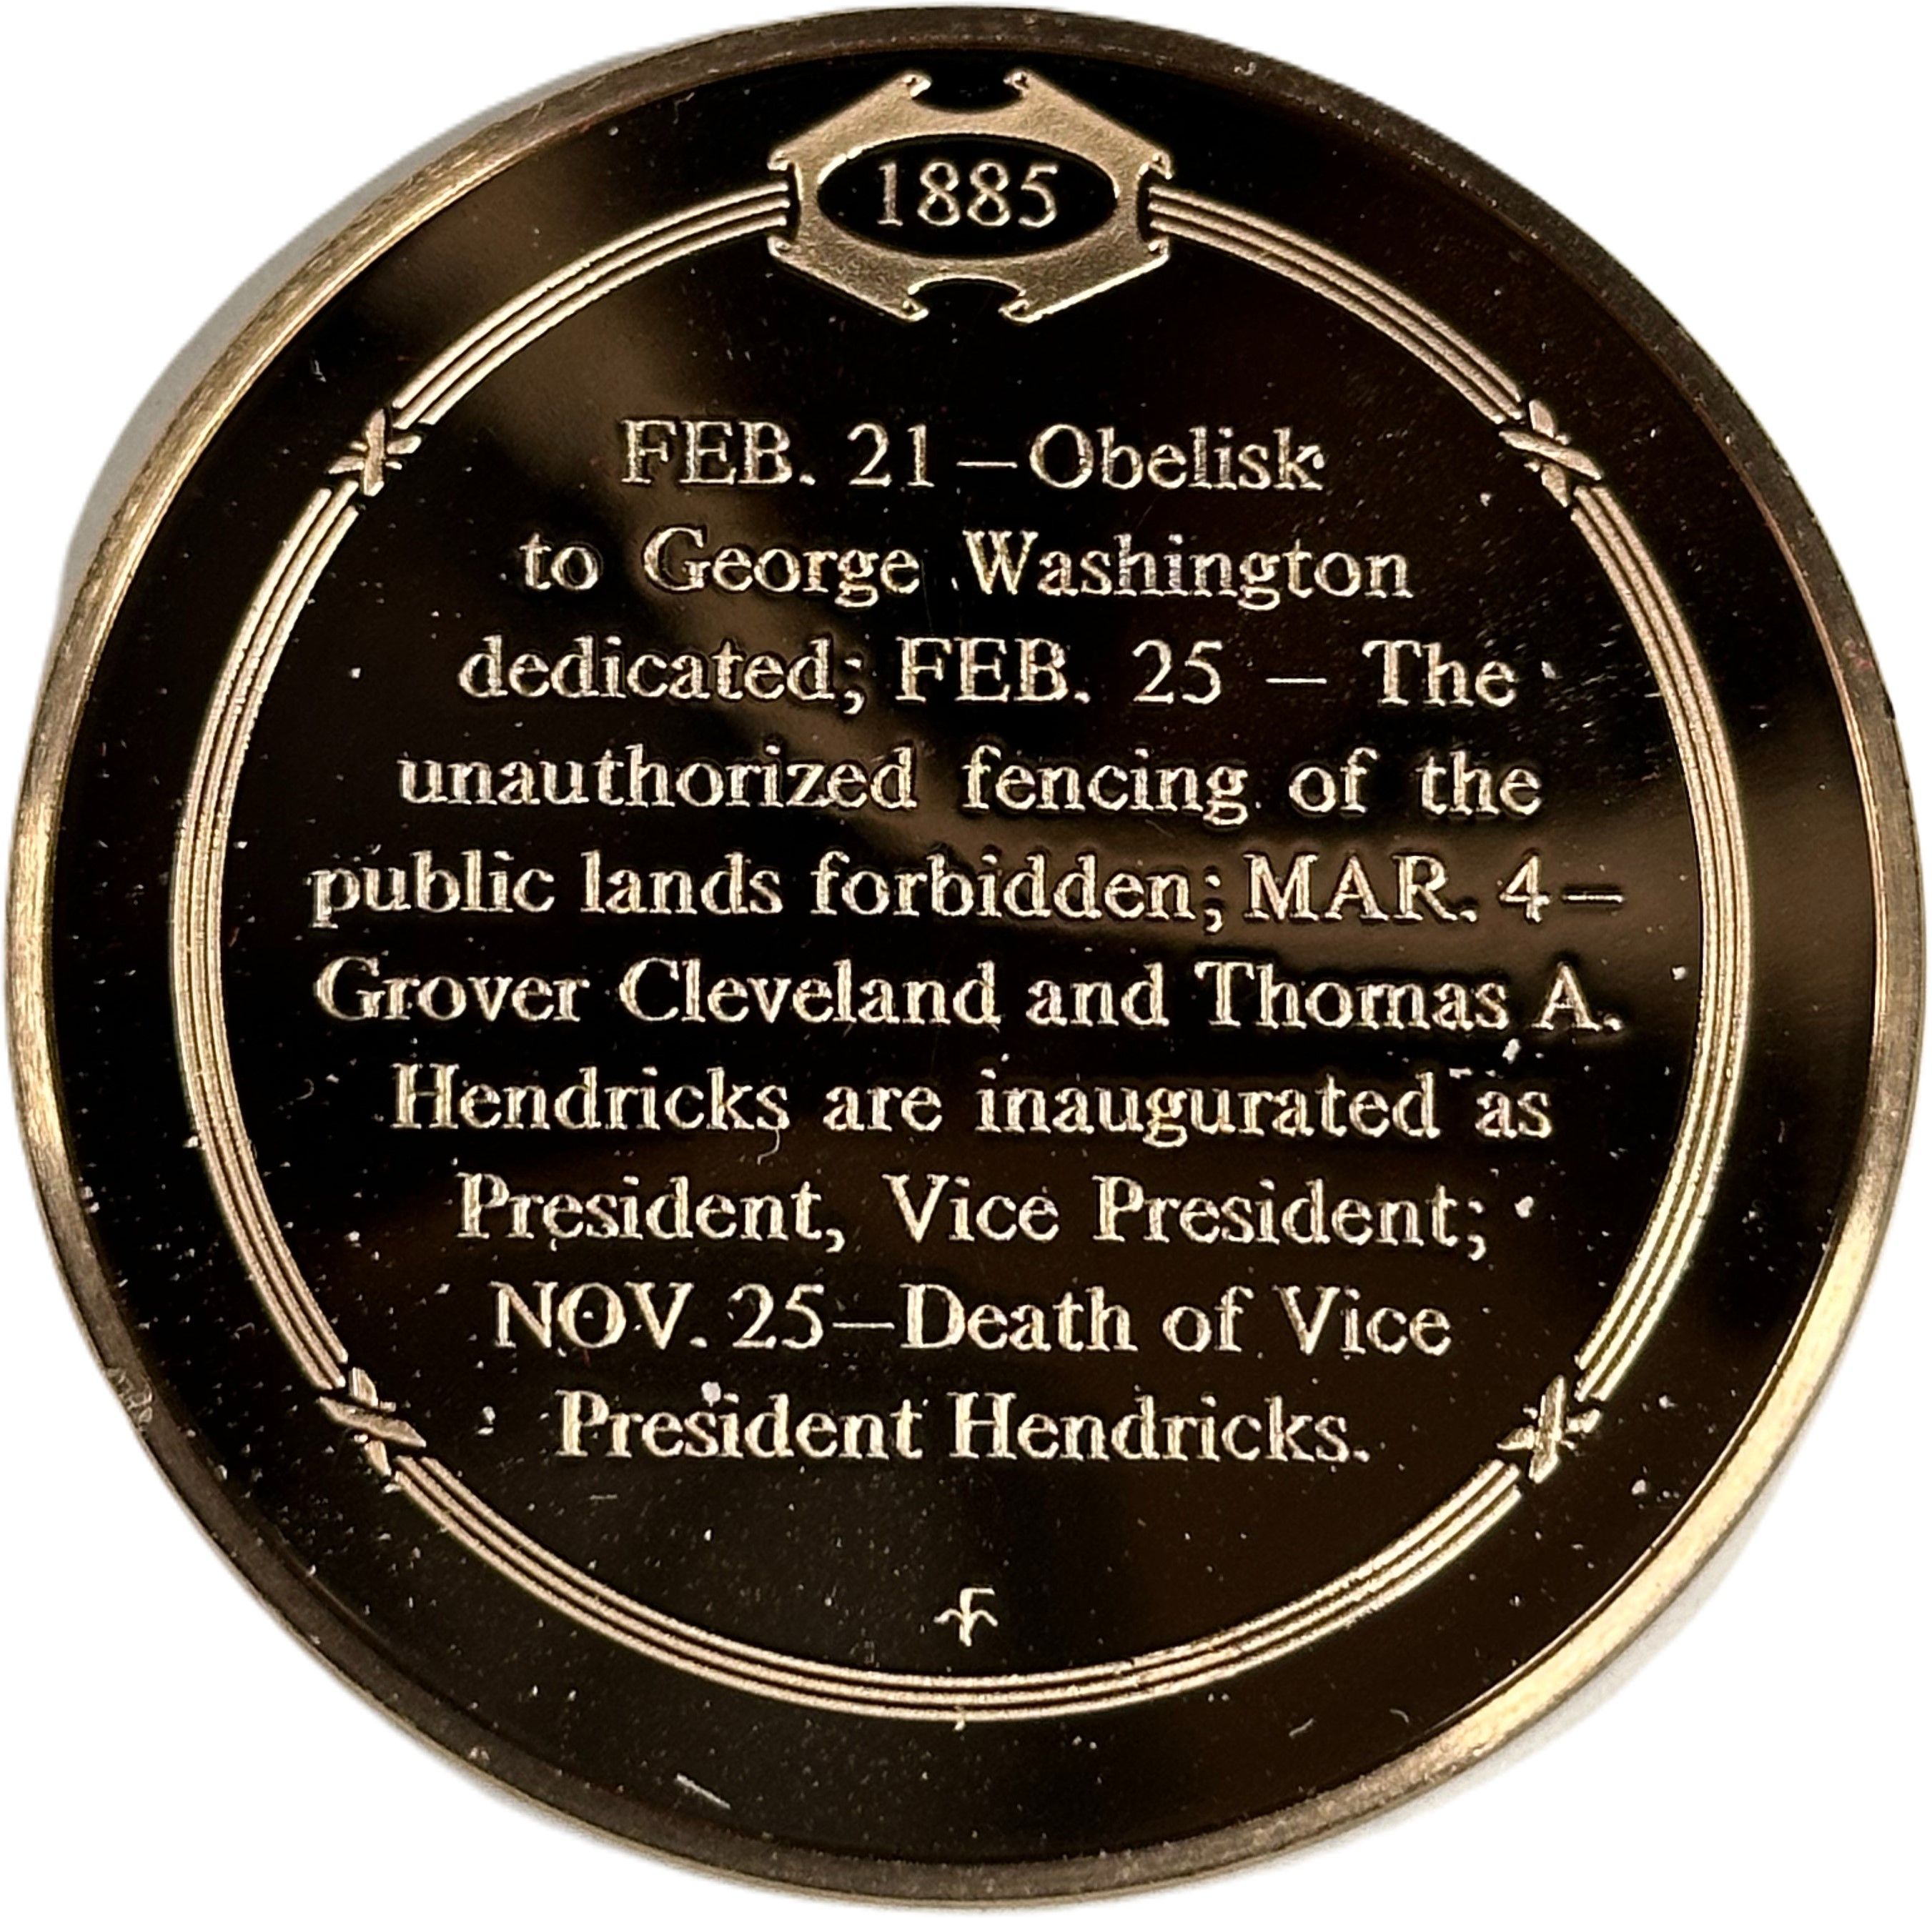 1885
FEB. 21—Obelisk
to George Washington
dedicated; FEB. 25 — The
unauthorized fencing of the
public lands forbidden; MAR. 4—
Grover Cleveland and Thomas A.
Hendricks are inaugurated as
President, Vice President;
NOV. 25—Death of Vice
President Hendricks.